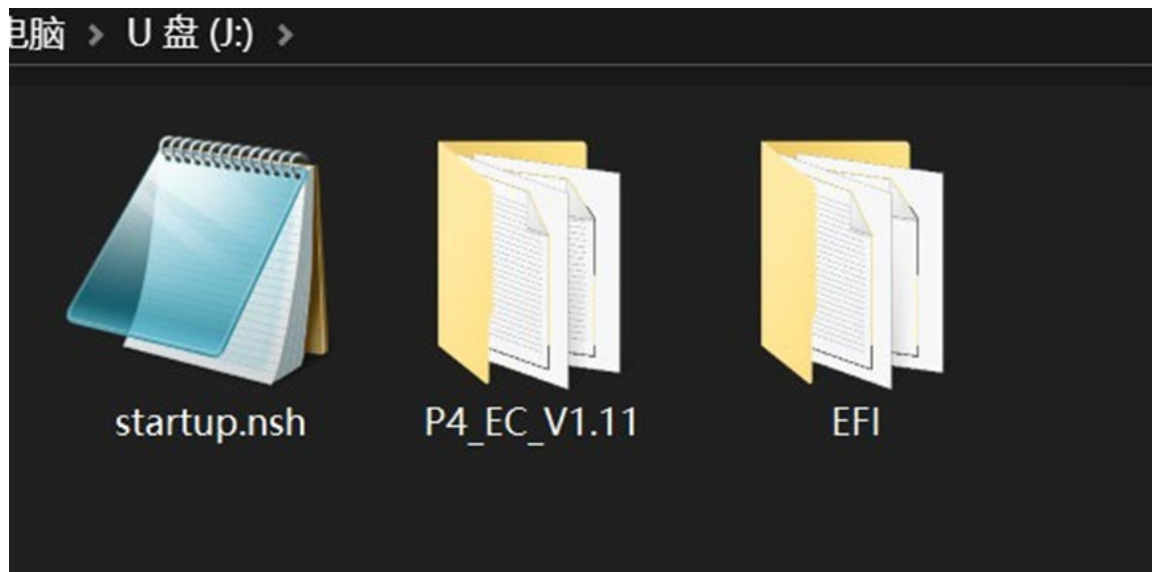 电脑 > U 盘 (J:) >
startup.nsh
P4_EC_V1.11
EFI